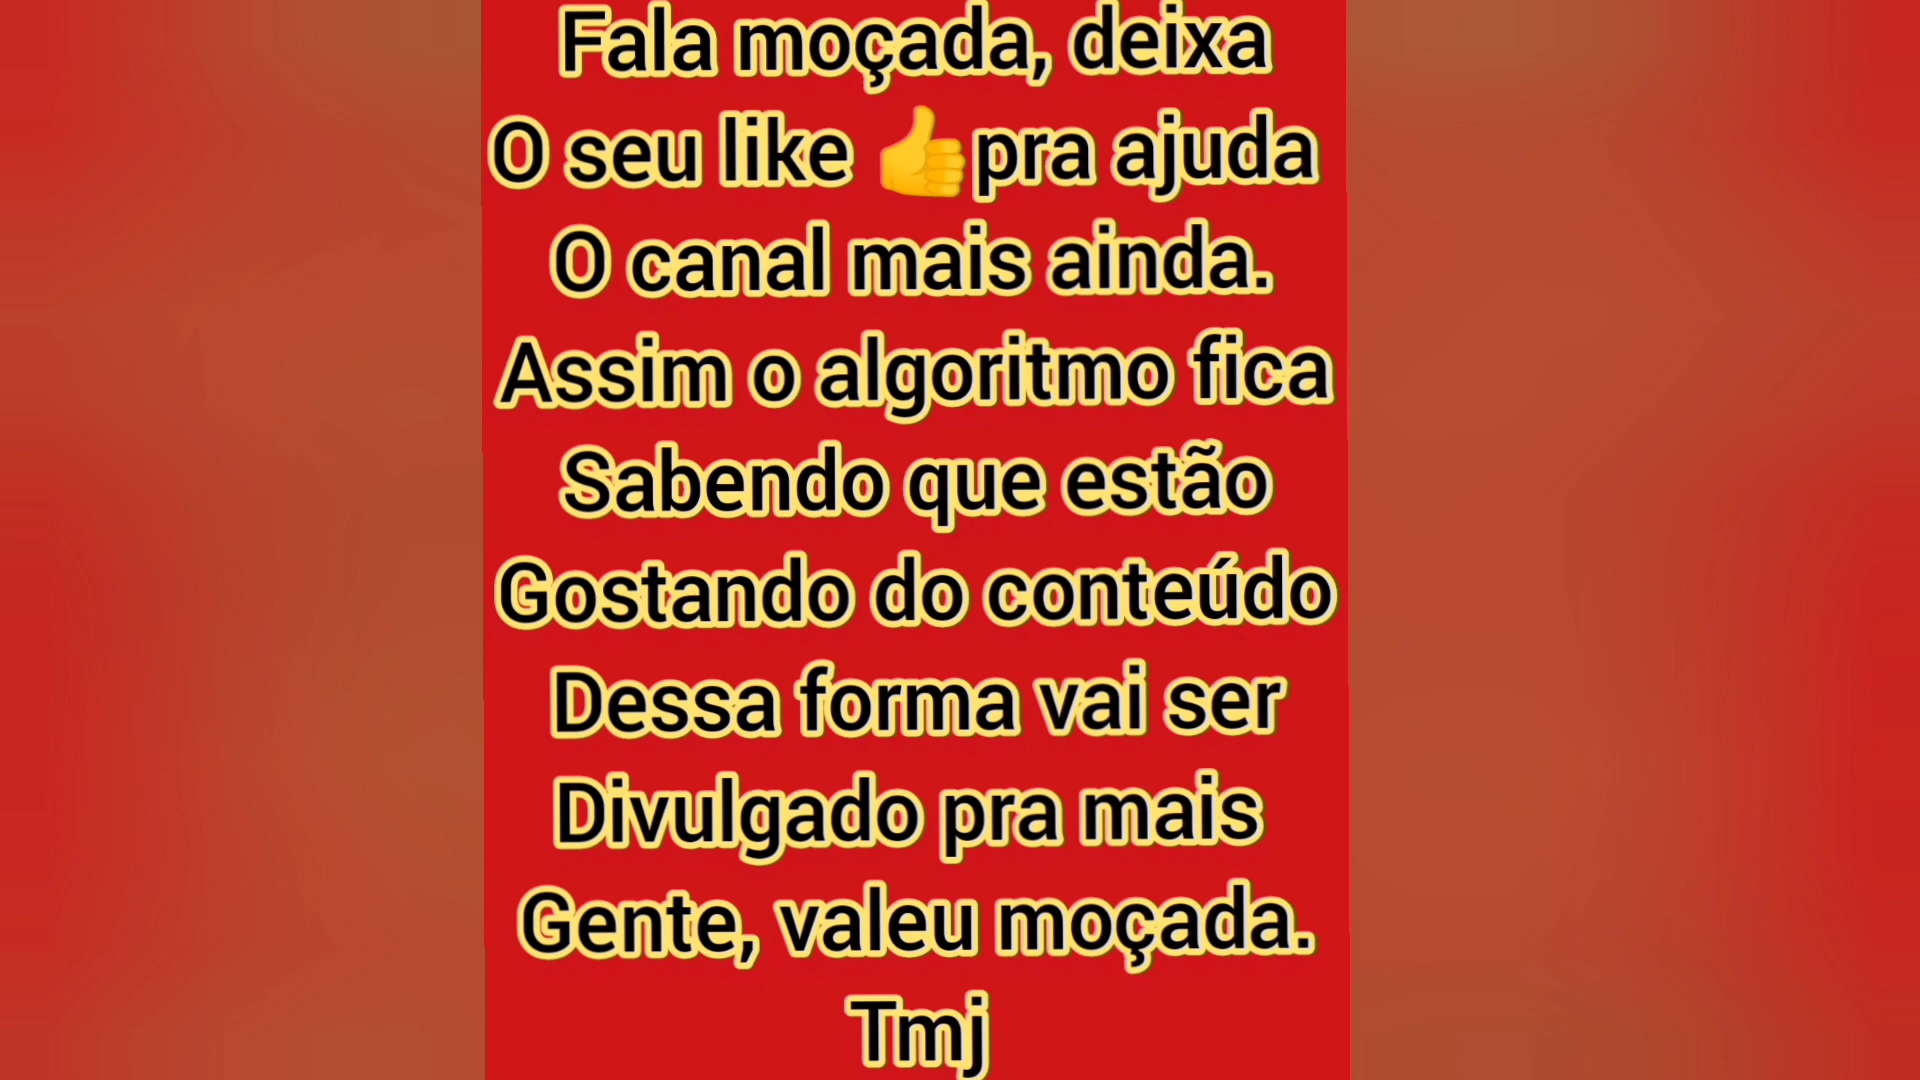 Fala moçada, deixa
O seu like 👍pra ajuda
O canal mais ainda.
Assim o algoritmo fica
Sabendo que estão
Gostando do conteúdo
Dessa forma vai ser
Divulgado pra mais
Gente, valeu moçada.
Tmj